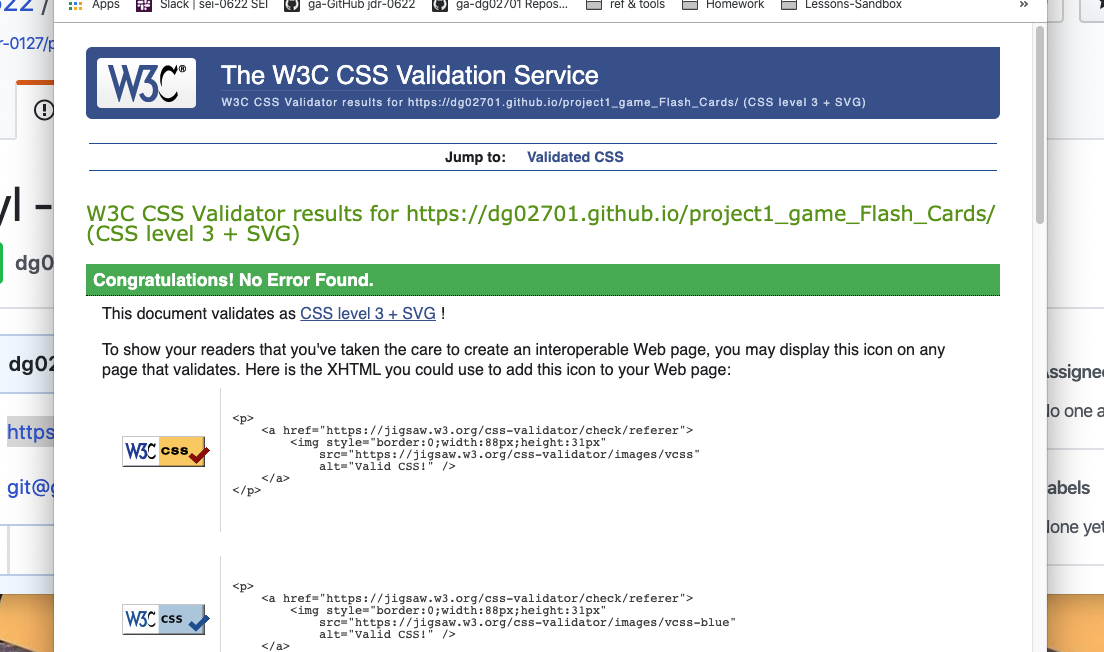 Apps Slack | sei-0622 SEI ga-GitHub jdr-0622 ga-dg02701 Repos... ref & tools Homework Lessons-Sandbox »
r-0127/p
W3C®
The W3C CSS Validation Service
W3C CSS Validator results for https://dg02701.github.io/project1_game_Flash_Cards/ (CSS level 3 + SVG)
Jump to: Validated CSS
yl -
W3C CSS Validator results for https://dg02701.github.io/project1_game_Flash_Cards/
(CSS level 3 + SVG)
dg0
Congratulations! No Error Found.
This document validates as CSS level 3 + SVG !
To show your readers that you've taken the care to create an interoperable Web page, you may display this icon on any
page that validates. Here is the XHTML you could use to add this icon to your Web page:
dg02
https
git@g
W3C css
<p>
<a href="https://jigsaw.w3.org/css-validator/check/referer">
<img style="border:0;width:88px;height:31px"
src="https://jigsaw.w3.org/css-validator/images/vcss"
alt="Valid CSS!" />
</a>
</p>
W3C css
<p>
<a href="https://jigsaw.w3.org/css-validator/check/referer">
<img style="border:0;width:88px;height:31px"
src="https://jigsaw.w3.org/css-validator/images/vcss-blue"
alt="Valid CSS!" />
</a>
ssignee
No one a
abels
None yet